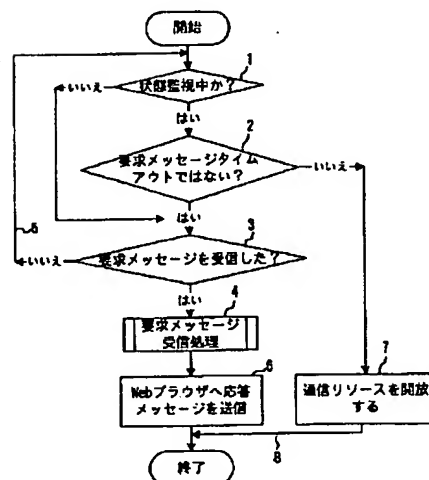 開始
1
状態監視中か?
いいえ
はい
2
要求メッセージタイム
アウトではない?
いいえ
はい
5
3
要求メッセージを受信した?
いいえ
はい
4
要求メッセージ
受信処理
6
Webブラウザへ応答
メッセージを送信
7
通信リソースを開放
する
8
終了